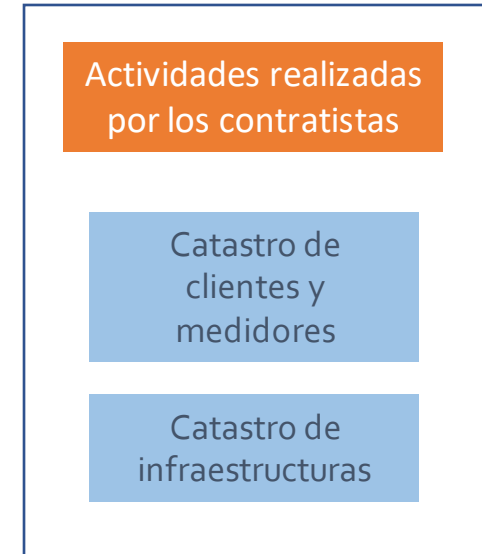 Actividades realizadas
por los contratistas
Catastro de
clientes y
medidores
Catastro de
infraestructuras